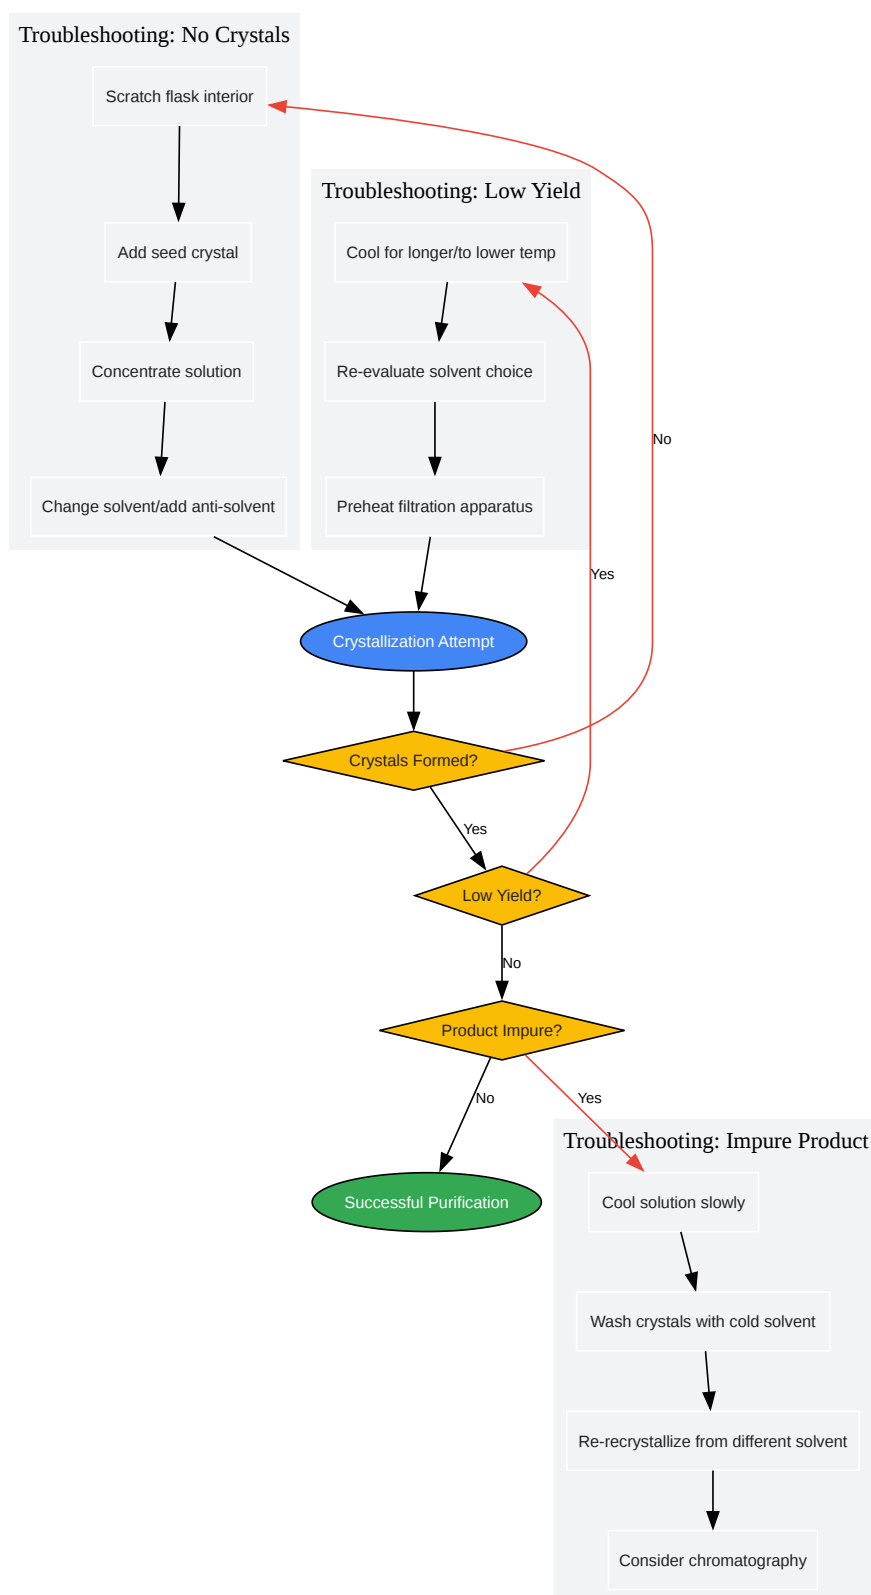 Troubleshooting: No Crystals
Scratch flask interior
Add seed crystal
Concentrate solution
Change solvent/add anti-solvent
Troubleshooting: Low Yield
Cool for longer/to lower temp
Re-evaluate solvent choice
Preheat filtration apparatus
No
Yes
Crystallization Attempt
Crystals Formed?
Yes
Low Yield?
No
Product Impure?
No
Yes
Successful Purification
Troubleshooting: Impure Product
Cool solution slowly
Wash crystals with cold solvent
Re-recrystallize from different solvent
Consider chromatography